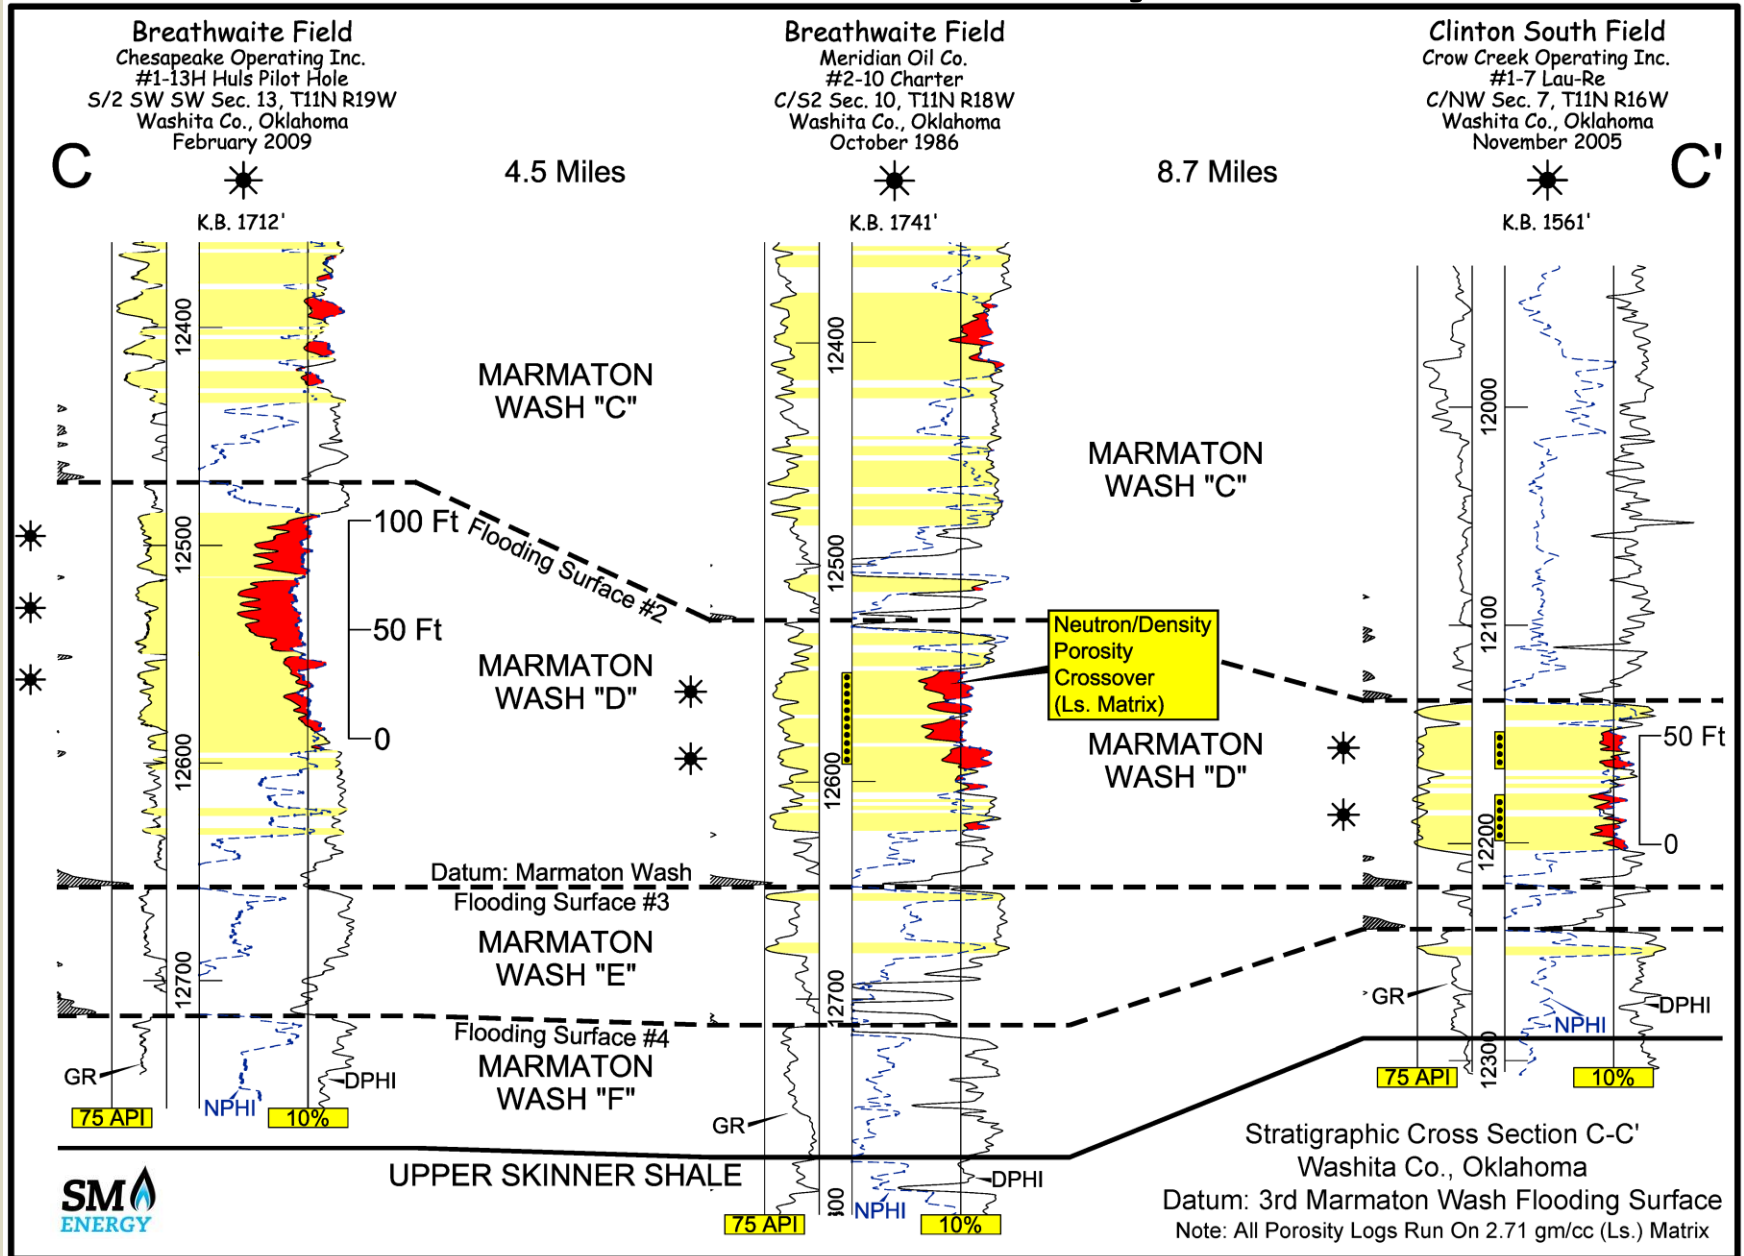 Breathwaite Field
Chesapeake Operating Inc.
#1-13H Huls Pilot Hole
S/2 SW SW Sec. 13, T11N R19W
Washita Co., Oklahoma
February 2009
K.B. 1712'
Breathwaite Field
Meridian Oil Co.
#2-10 Charter
C/S2 Sec. 10, T11N R18W
Washita Co., Oklahoma
October 1986
K.B. 1741'
Clinton South Field
Crow Creek Operating Inc.
#1-7 Lau-Re
C/NW Sec. 7, T11N R16W
Washita Co., Oklahoma
November 2005
K.B. 1561'
C
4.5 Miles
8.7 Miles
C'
12400
12500
12600
12700
100 Ft
50 Ft
0
GR
NPHI
DPHI
75 API
10%
MARMATON
WASH "C"
Flooding Surface #2
MARMATON
WASH "D"
Datum: Marmaton Wash
Flooding Surface #3
MARMATON
WASH "E"
Flooding Surface #4
MARMATON
WASH "F"
UPPER SKINNER SHALE
12400
12500
12600
12700
800
GR
NPHI
DPHI
75 API
10%
MARMATON
WASH "C"
Neutron/Density
Porosity
Crossover
(Ls. Matrix)
MARMATON
WASH "D"
12000
12100
12200
12300
50 Ft
0
GR
NPHI
DPHI
75 API
10%
Stratigraphic Cross Section C-C'
Washita Co., Oklahoma
Datum: 3rd Marmaton Wash Flooding Surface
Note: All Porosity Logs Run On 2.71 gm/cc (Ls.) Matrix
SM
ENERGY